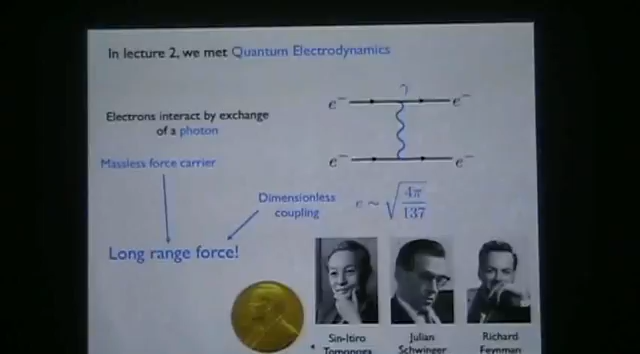 In lecture 2, we met Quantum Electrodynamics
Electrons interact by exchange
of a photon
Massless force carrier
Long range force!
Dimensionless
coupling
γ
e⁻ e⁻
e⁻ e⁻
e ~ √(4π/137)
Sin-Itiro
Tomonaga
Julian
Schwinger
Richard
Feynman